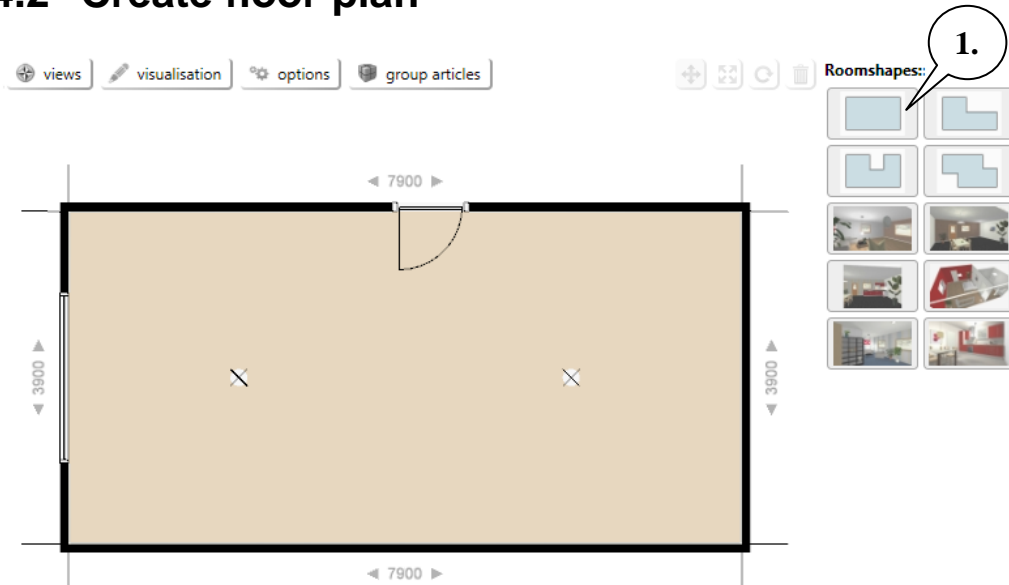 4.2 Create floor plan
1.
views visualisation options group articles
Roomshapes::
◄ 7900 ►
◄ 3900 ►
◄ 3900 ►
◄ 7900 ►